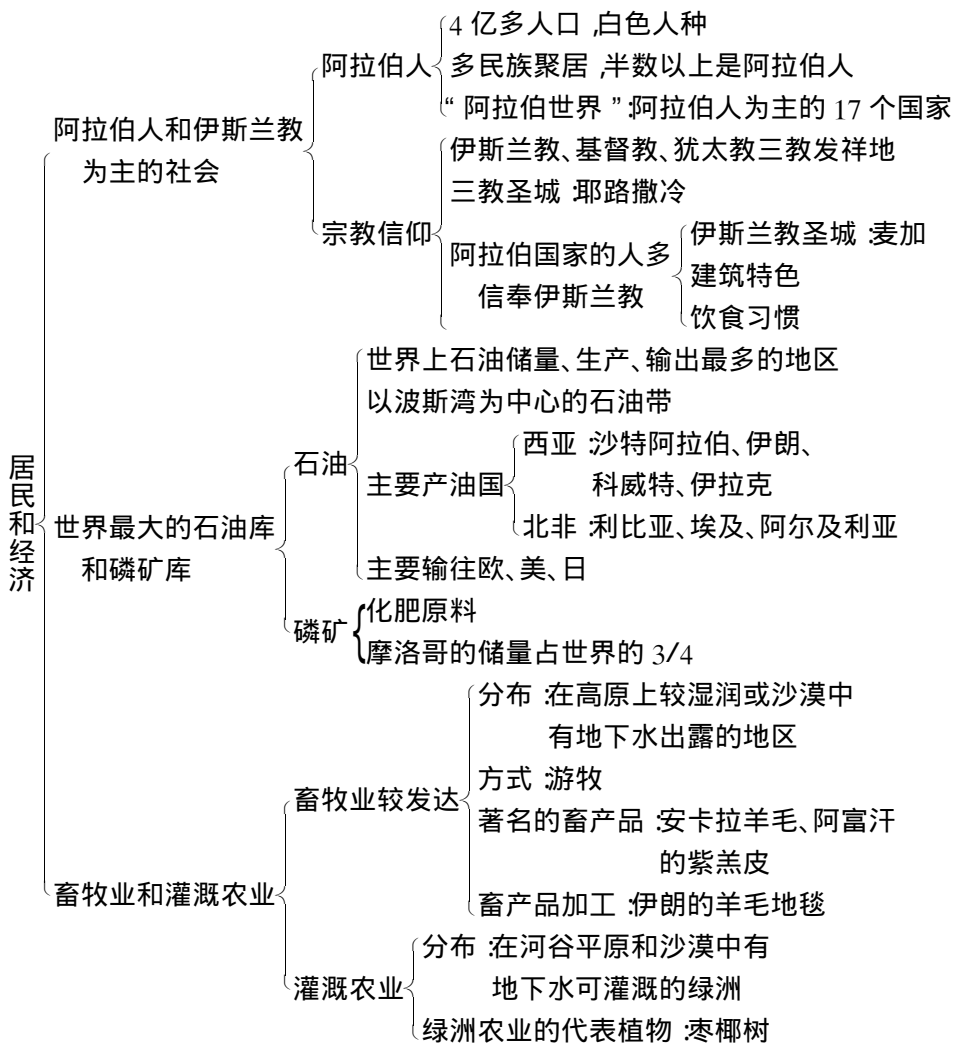 居民和经济
阿拉伯人和伊斯兰教
为主的社会
阿拉伯人
4 亿多人口,白色人种
多民族聚居,半数以上是阿拉伯人
“阿拉伯世界”:阿拉伯人为主的 17 个国家
宗教信仰
伊斯兰教、基督教、犹太教三教发祥地
三教圣城:耶路撒冷
阿拉伯国家的人多
信奉伊斯兰教
伊斯兰教圣城:麦加
建筑特色
饮食习惯
世界最大的石油库
和磷矿库
石油
世界上石油储量、生产、输出最多的地区
以波斯湾为中心的石油带
主要产油国
西亚:沙特阿拉伯、伊朗、
科威特、伊拉克
北非:利比亚、埃及、阿尔及利亚
主要输往欧、美、日
磷矿
化肥原料
摩洛哥的储量占世界的 3/4
畜牧业和灌溉农业
畜牧业较发达
分布:在高原上较湿润或沙漠中
有地下水出露的地区
方式:游牧
著名的畜产品:安卡拉羊毛、阿富汗
的紫羔皮
畜产品加工:伊朗的羊毛地毯
灌溉农业
分布:在河谷平原和沙漠中有
地下水可灌溉的绿洲
绿洲农业的代表植物:枣椰树